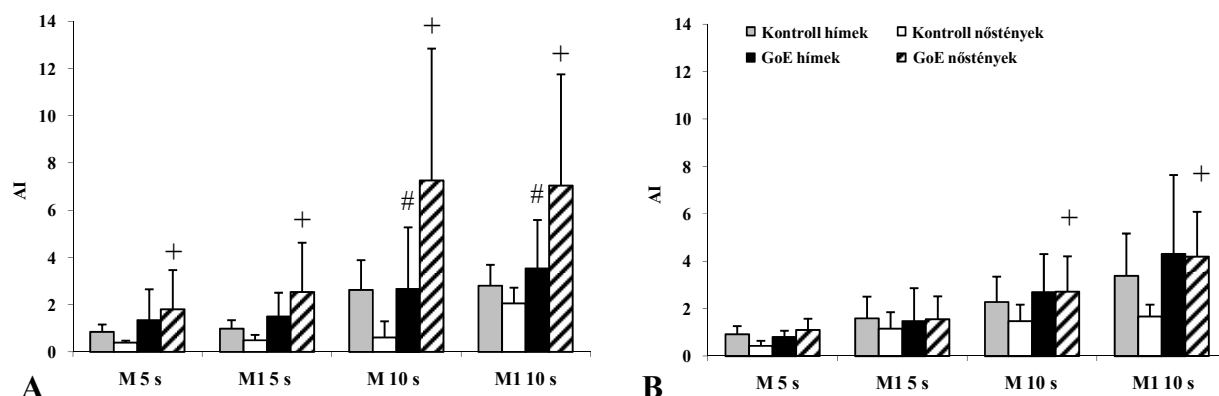 14
12
10
8
6
4
2
0
AI
+
+
#
+
#
+
M 5 s
M1 5 s
M 10 s
M1 10 s
A
14
12
10
8
6
4
2
0
AI
Kontroll hímek
Kontroll nőstények
GoE hímek
GoE nőstények
+
+
M 5 s
M1 5 s
M 10 s
M1 10 s
B